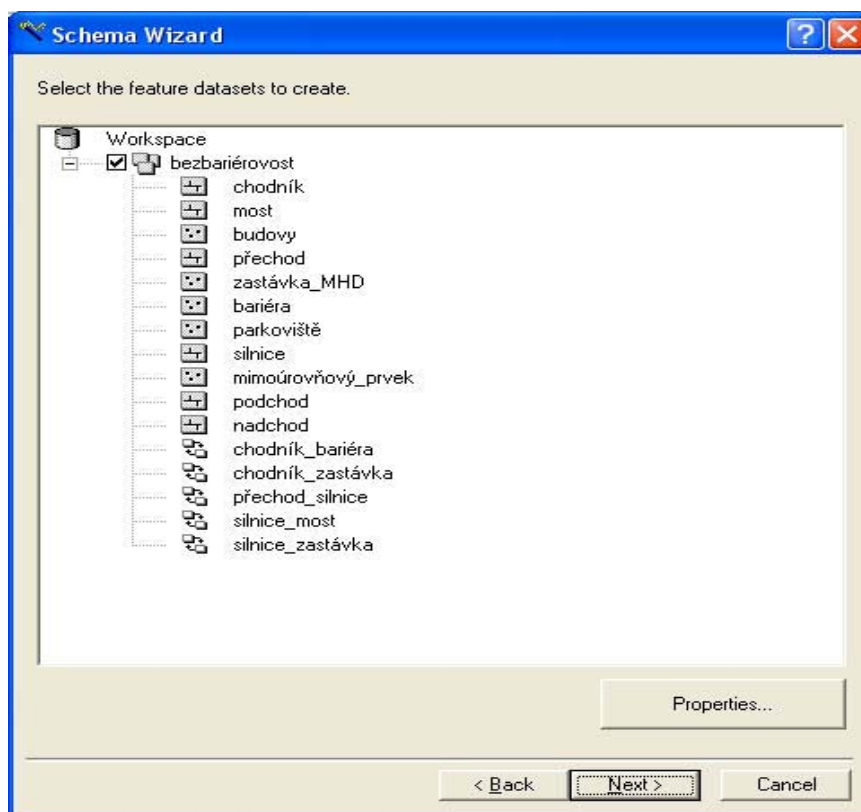 Schema Wizard
Select the feature datasets to create.
Workspace
bezbariérovost
chodník
most
budovy
přechod
zastávka_MHD
bariéra
parkoviště
silnice
mimoúrovňový_prvek
podchod
nadchod
chodník_bariéra
chodník_zastávka
přechod_silnice
silnice_most
silnice_zastávka
Properties...
< Back Next > Cancel